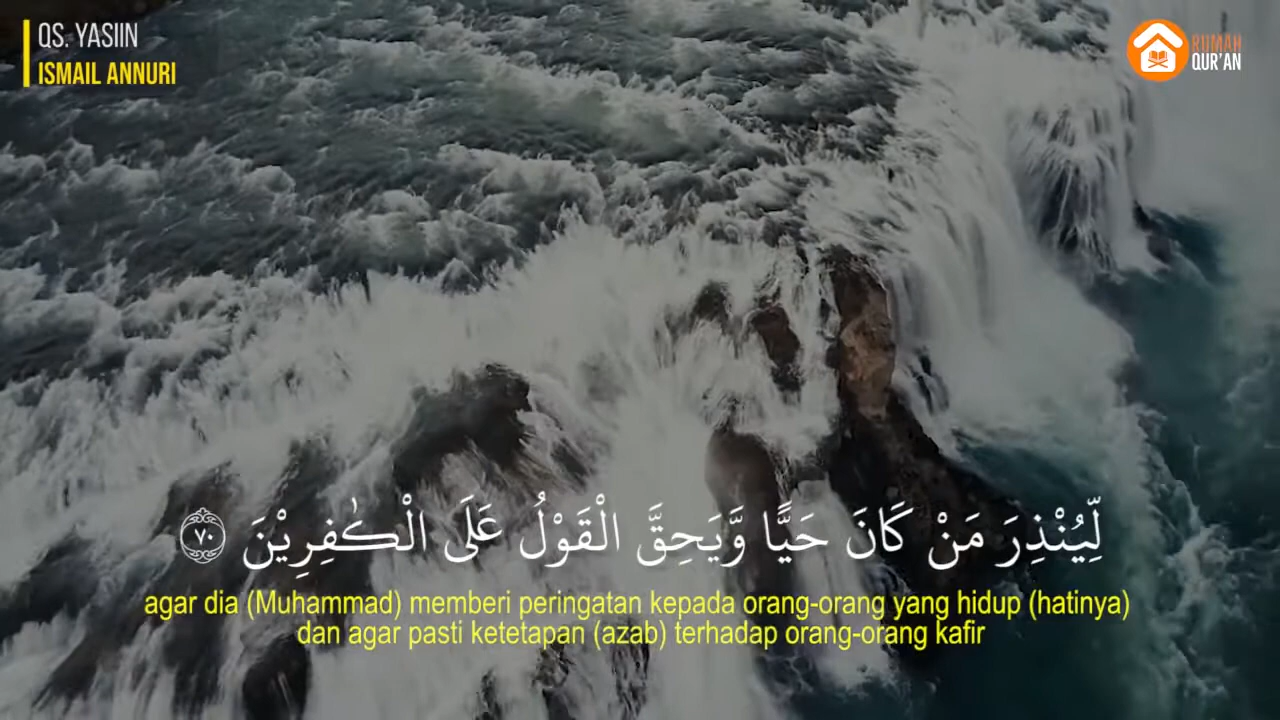 QS. YASIIN
ISMAIL ANNURI
RUMAH
QUR'AN
لِّيُنْذِرَ مَنْ كَانَ حَيًّا وَّيَحِقَّ الْقَوْلُ عَلَى الْكٰفِرِيْنَ ٧٠
agar dia (Muhammad) memberi peringatan kepada orang-orang yang hidup (hatinya)
dan agar pasti ketetapan (azab) terhadap orang-orang kafir